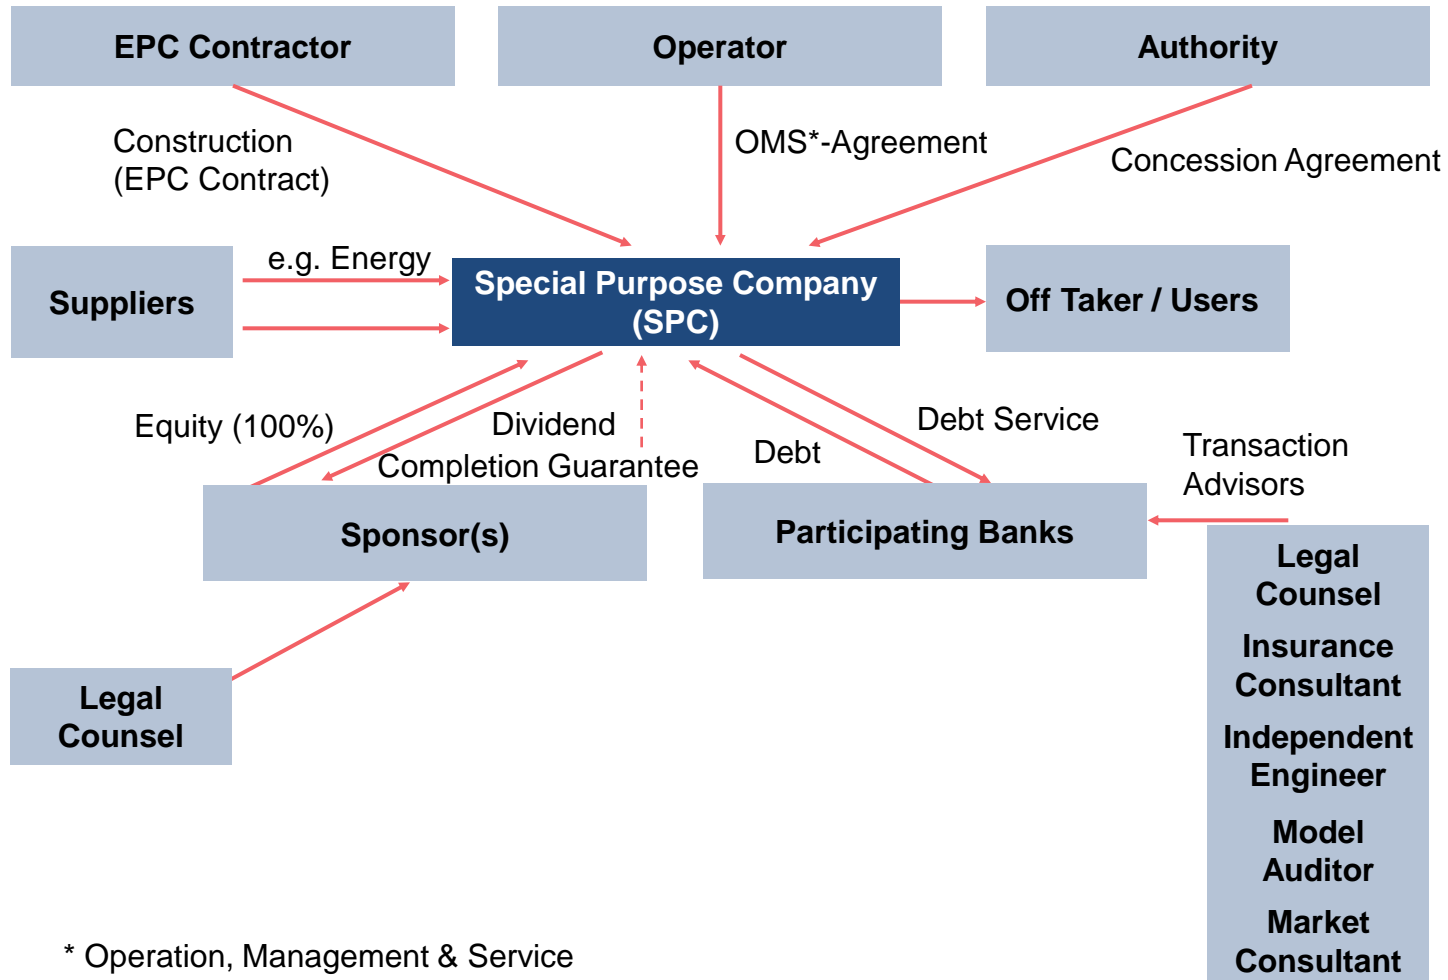 EPC Contractor
Operator
Authority
Construction
(EPC Contract)
OMS*-Agreement
Concession Agreement
Suppliers
e.g. Energy
Special Purpose Company
(SPC)
Off Taker / Users
Equity (100%)
Dividend
Completion Guarantee
Debt
Debt Service
Transaction
Advisors
Sponsor(s)
Participating Banks
Legal
Counsel
Legal
Counsel
Insurance
Consultant
Independent
Engineer
Model
Auditor
Market
Consultant
* Operation, Management & Service